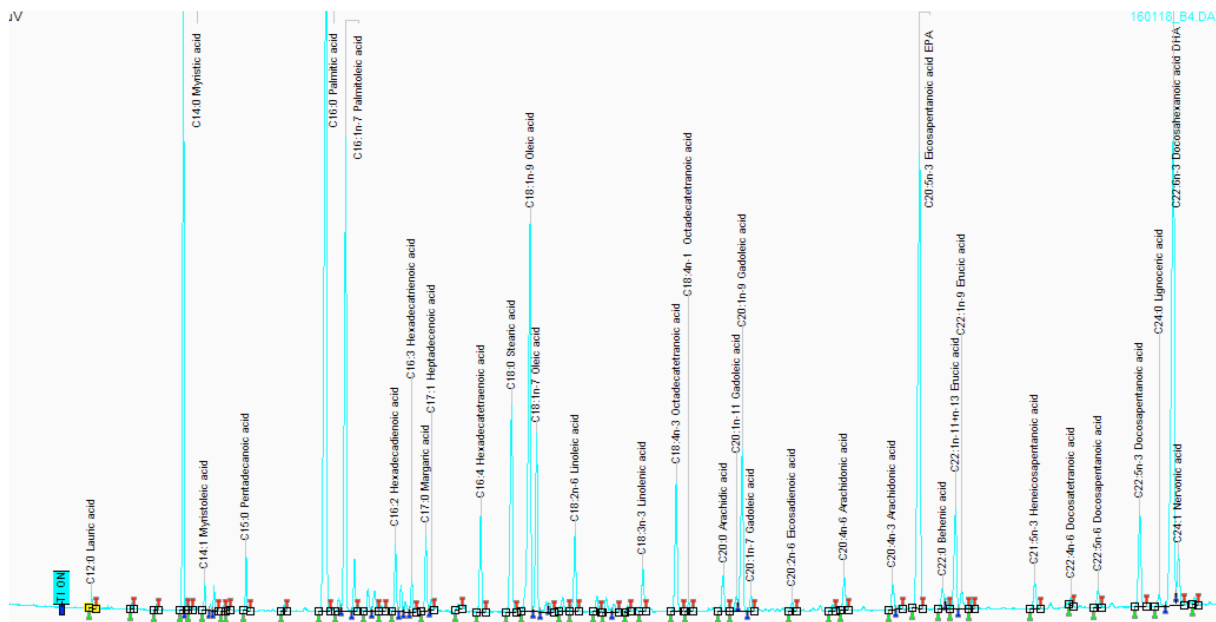 uV
160118_B4.DA
TI ON
C12:0 Lauric acid
C14:0 Myristic acid
C14:1 Myristoleic acid
C15:0 Pentadecanoic acid
C16:0 Palmitic acid
C16:1n-7 Palmitoleic acid
C16:2 Hexadecadienoic acid
C16:3 Hexadecatrienoic acid
C17:0 Margaric acid
C17:1 Heptadecenoic acid
C16:4 Hexadecatetraenoic acid
C18:0 Stearic acid
C18:1n-9 Oleic acid
C18:1n-7 Oleic acid
C18:2n-6 Linoleic acid
C18:3n-3 Linolenic acid
C18:4n-3 Octadecatetranoic acid
C18:4n-1 Octadecatetranoic acid
C20:0 Arachidic acid
C20:1n-11 Gadoleic acid
C20:1n-9 Gadoleic acid
C20:1n-7 Gadoleic acid
C20:2n-6 Eicosadienoic acid
C20:4n-6 Arachidonic acid
C20:4n-3 Arachidonic acid
C20:5n-3 Eicosapentanoic acid EPA
C22:0 Behenic acid
C22:1n-11+n-13 Erucic acid
C22:1n-9 Erucic acid
C21:5n-3 Heneicosapentanoic acid
C22:4n-6 Docosatetranoic acid
C22:5n-6 Docosapentanoic acid
C22:5n-3 Docosapentanoic acid
C24:0 Lignoceric acid
C22:6n-3 Docosahexanoic acid DHA
C24:1 Nervonic acid